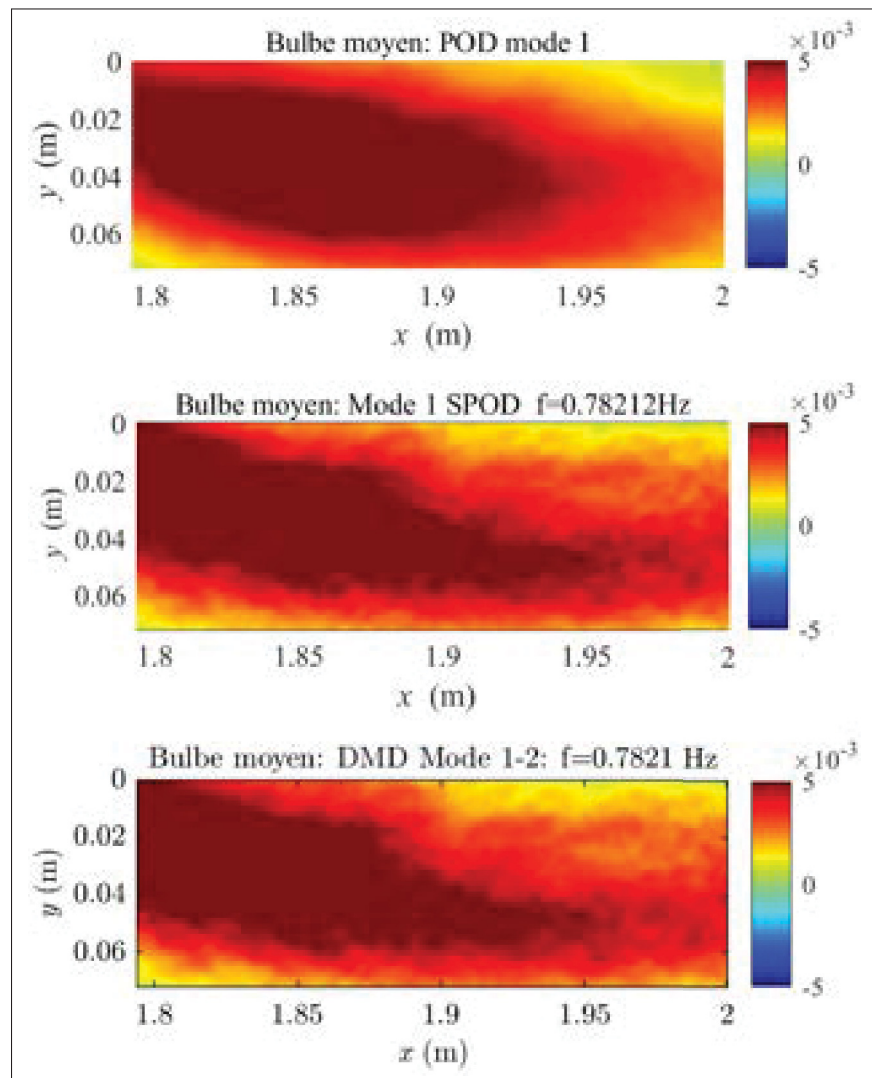 Bulbe moyen: POD mode 1
×10⁻³
0
0.02
0.04
0.06
y (m)
1.8 1.85 1.9 1.95 2
x (m)
5
0
-5
Bulbe moyen: Mode 1 SPOD f=0.78212Hz
×10⁻³
0
0.02
0.04
0.06
y (m)
1.8 1.85 1.9 1.95 2
x (m)
5
0
-5
Bulbe moyen: DMD Mode 1-2: f=0.7821 Hz
×10⁻³
0
0.02
0.04
0.06
y (m)
1.8 1.85 1.9 1.95 2
x (m)
5
0
-5